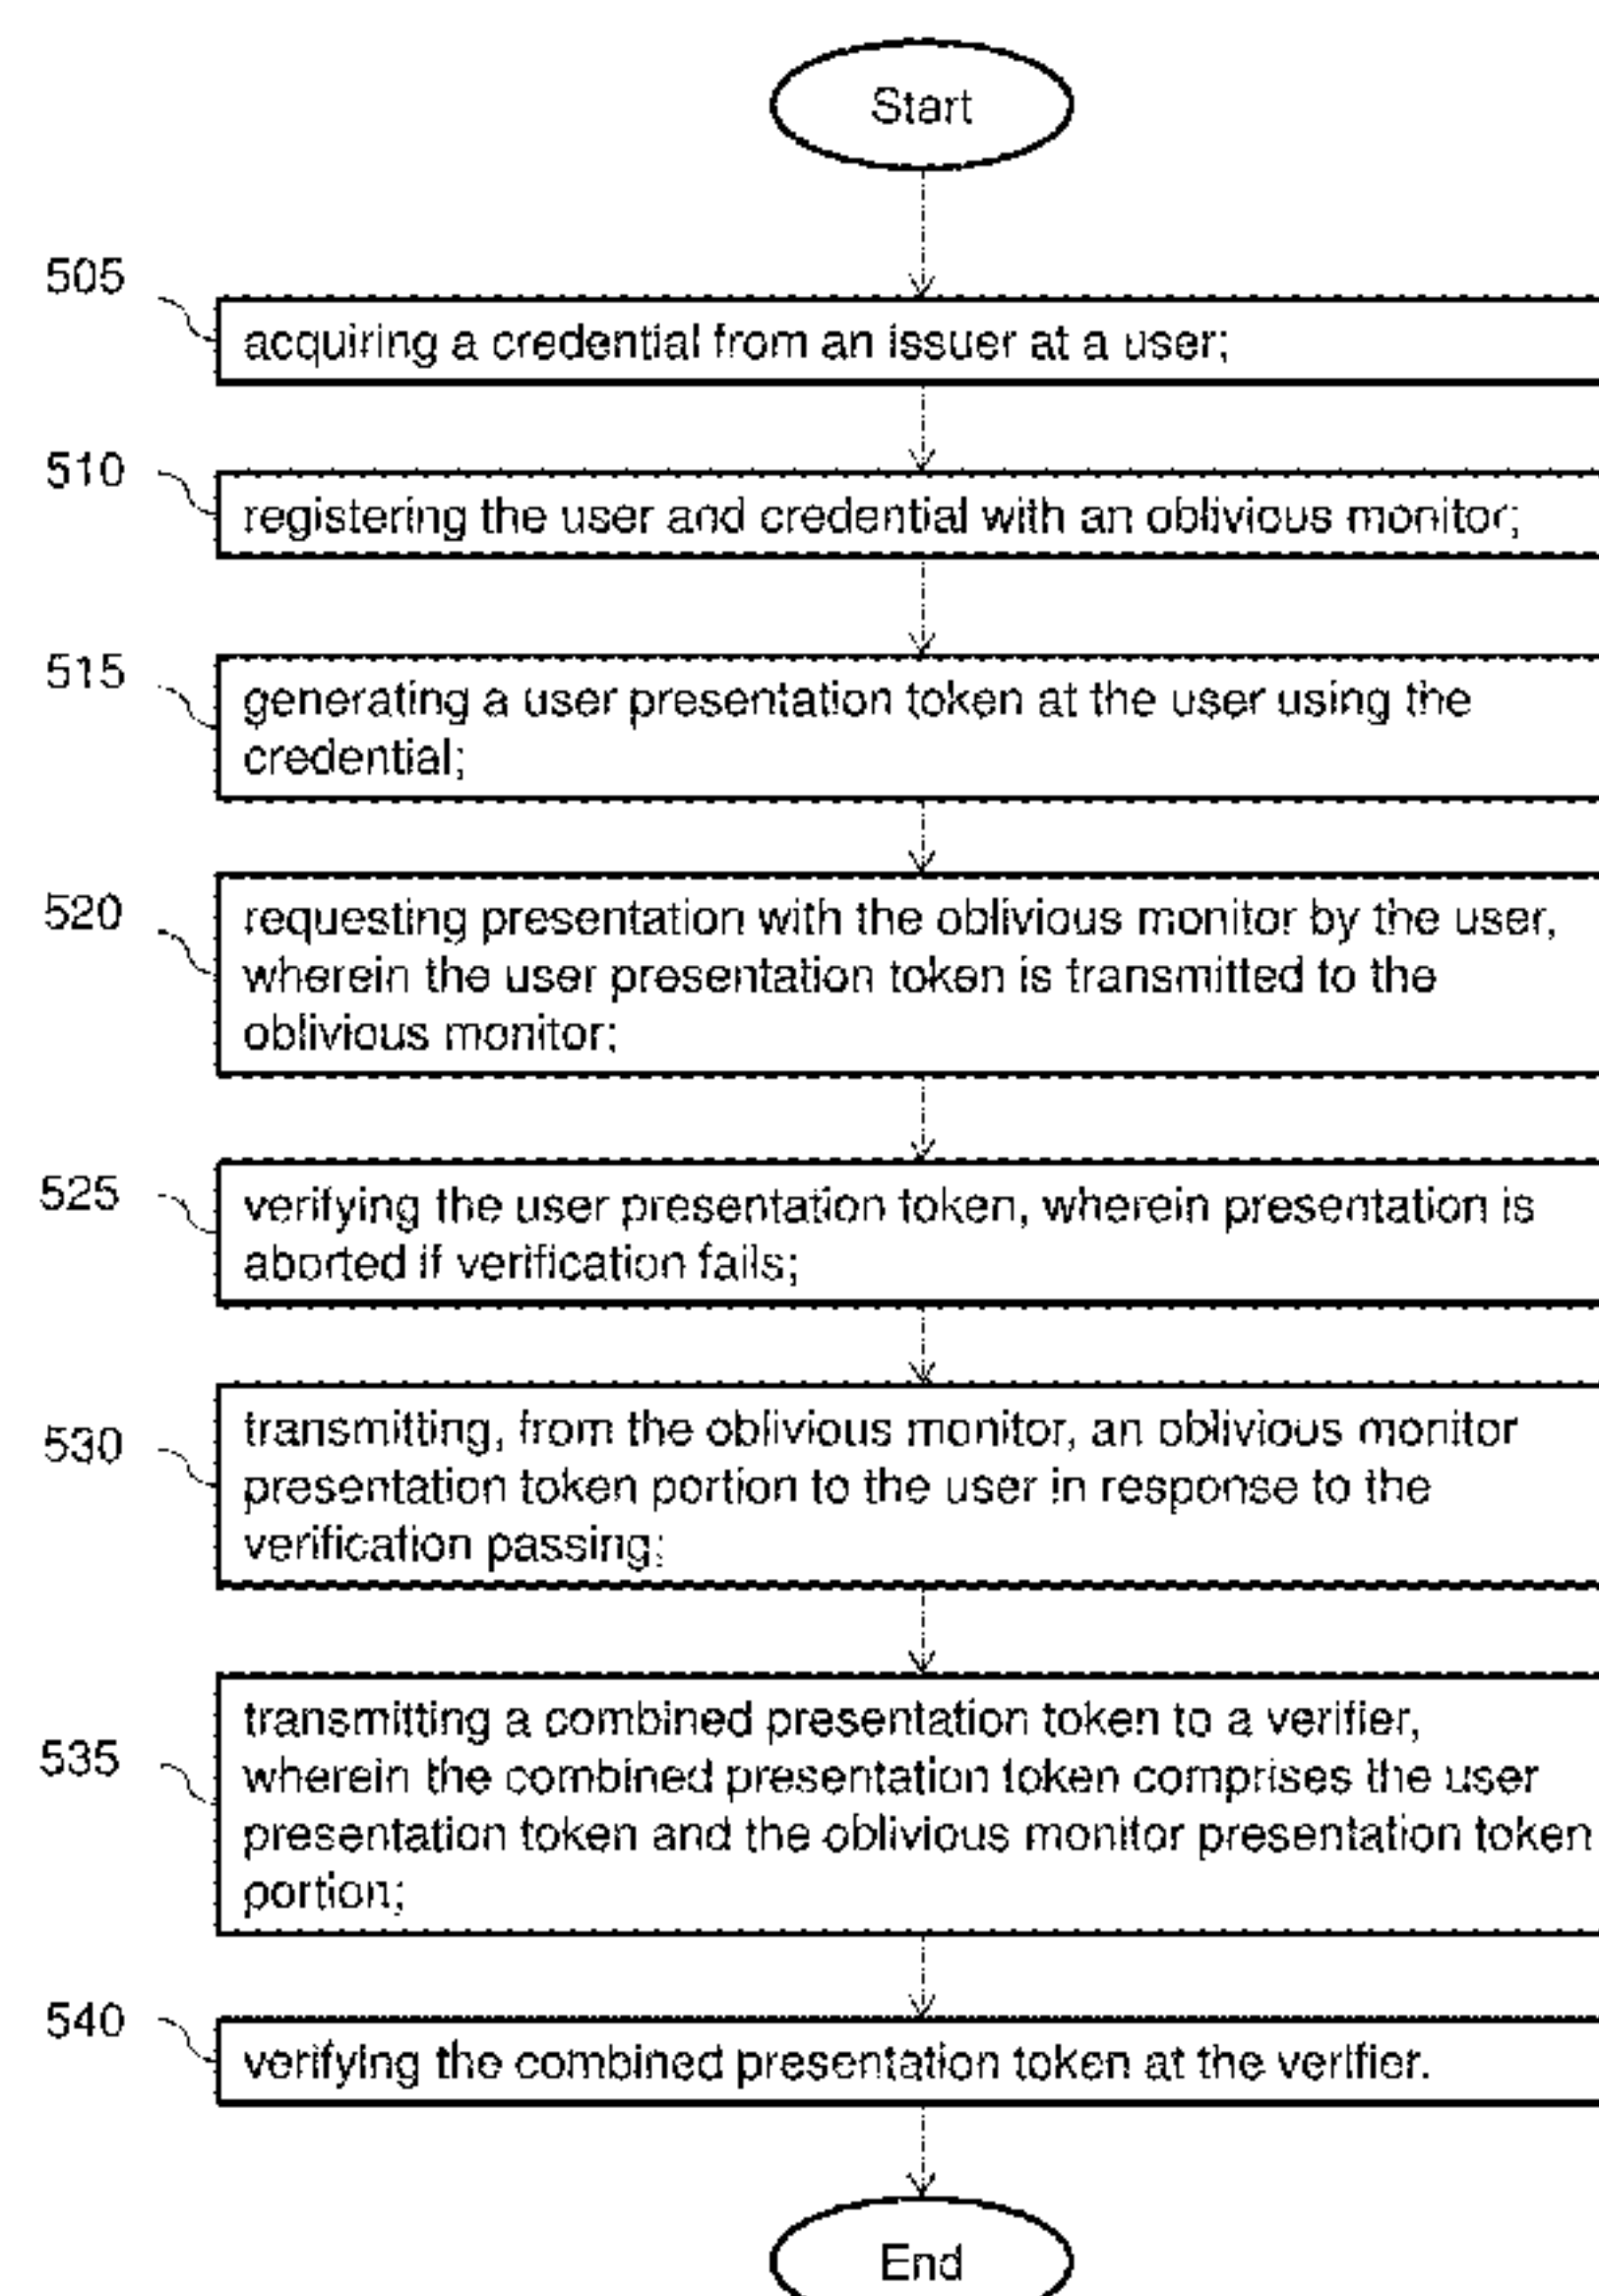 Start
505
acquiring a credential from an issuer at a user;
510
registering the user and credential with an oblivious monitor;
515
generating a user presentation token at the user using the
credential;
520
requesting presentation with the oblivious monitor by the user,
wherein the user presentation token is transmitted to the
oblivious monitor;
525
verifying the user presentation token, wherein presentation is
aborted if verification fails;
530
transmitting, from the oblivious monitor, an oblivious monitor
presentation token portion to the user in response to the
verification passing;
535
transmitting a combined presentation token to a verifier,
wherein the combined presentation token comprises the user
presentation token and the oblivious monitor presentation token
portion;
540
verifying the combined presentation token at the verifier.
End